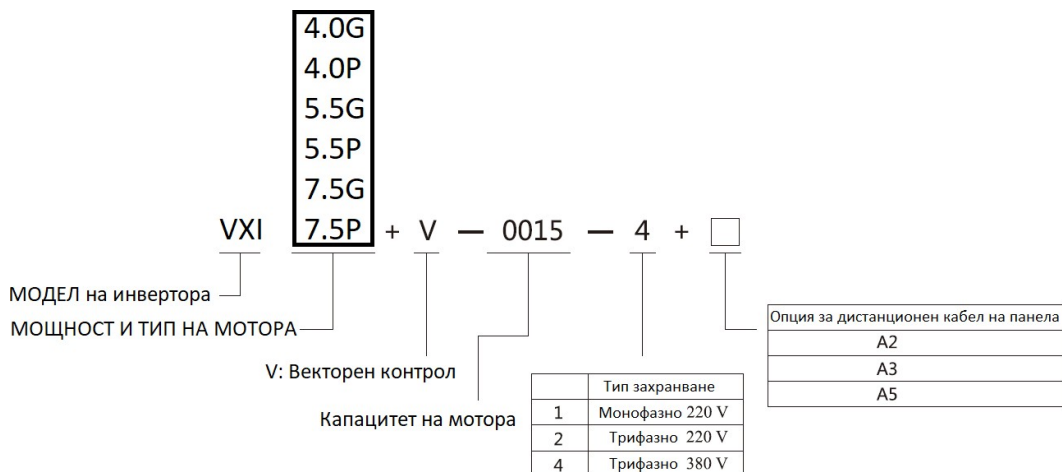 4.0G
4.0P
5.5G
5.5P
7.5G
VXI 7.5P + V — 0015 — 4 + □
МОДЕЛ на инвертора
МОЩНОСТ И ТИП НА МОТОРА
V: Векторен контрол
Капацитет на мотора
Тип захранване
1 Монофазно 220 V
2 Трифазно 220 V
4 Трифазно 380 V
Опция за дистанционен кабел на панела
A2
A3
A5